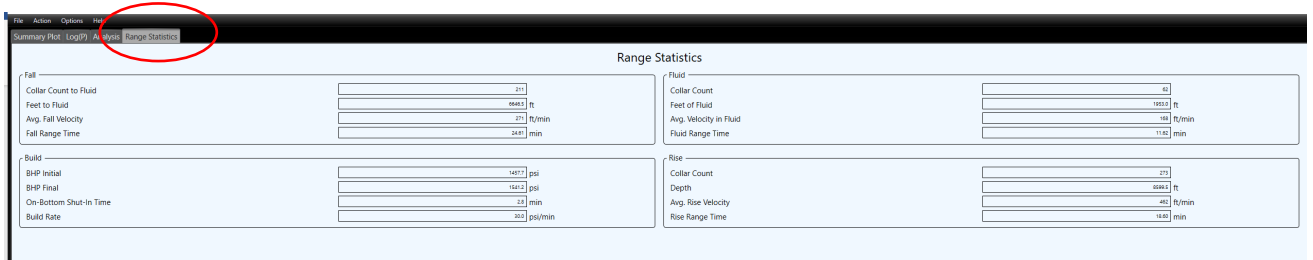 File Action Options Help
Summary Plot Log(P) Analysis Range Statistics
Range Statistics
Fall
Collar Count to Fluid 211
Feet to Fluid 6646.5 ft
Avg. Fall Velocity 271 ft/min
Fall Range Time 24.61 min
Fluid
Collar Count 62
Feet of Fluid 1953.0 ft
Avg. Velocity in Fluid 168 ft/min
Fluid Range Time 11.62 min
Build
BHP Initial 1457.7 psi
BHP Final 1541.2 psi
On-Bottom Shut-In Time 2.8 min
Build Rate 30.0 psi/min
Rise
Collar Count 273
Depth 8599.5 ft
Avg. Rise Velocity 462 ft/min
Rise Range Time 18.60 min